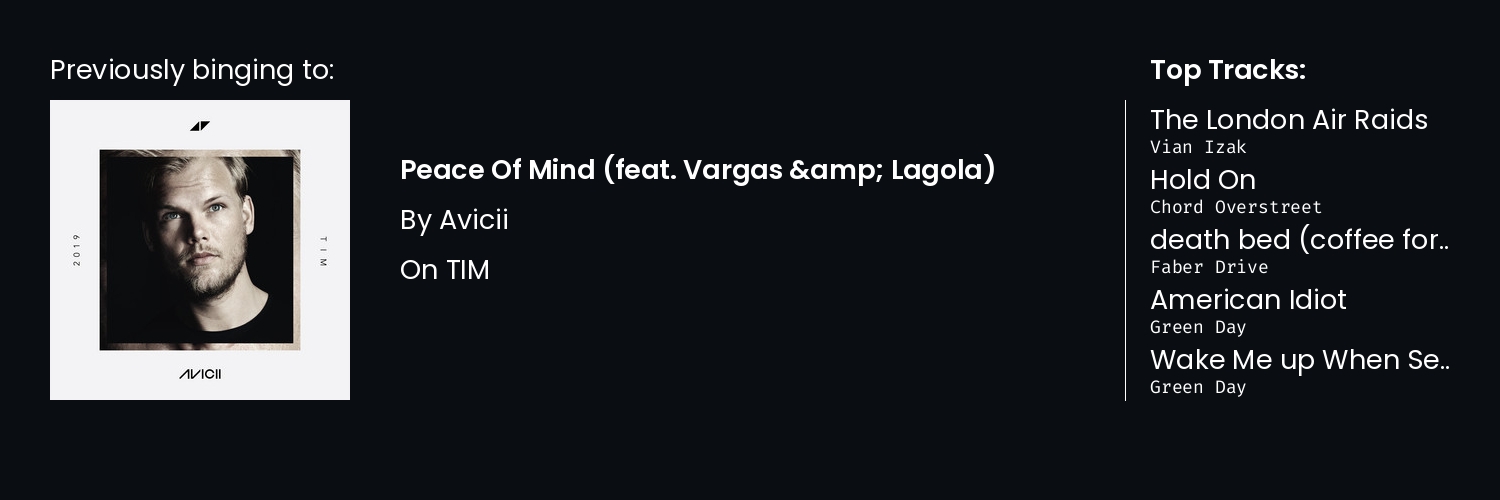 Previously binging to:
2019
TIM
AVICII
Peace Of Mind (feat. Vargas &amp; Lagola)
By Avicii
On TIM
Top Tracks:
The London Air Raids
Vian Izak
Hold On
Chord Overstreet
death bed (coffee for..
Faber Drive
American Idiot
Green Day
Wake Me up When Se..
Green Day